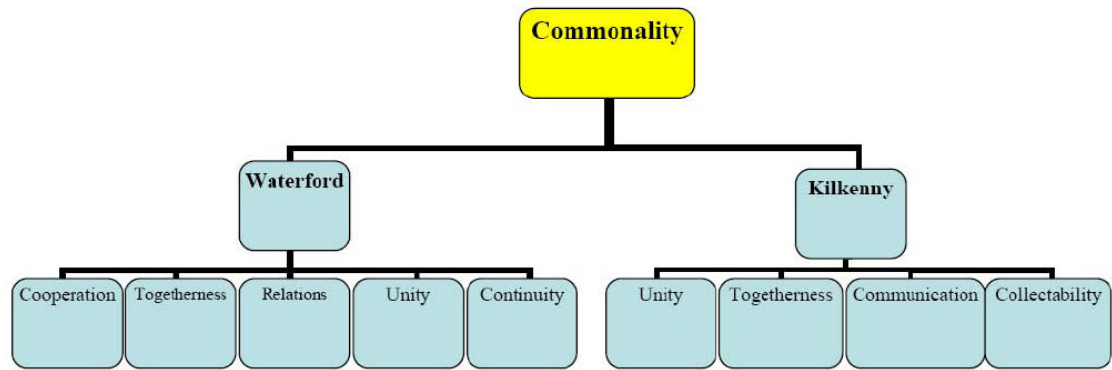 Commonality
Waterford
Kilkenny
Cooperation
Togetherness
Relations
Unity
Continuity
Unity
Togetherness
Communication
Collectability